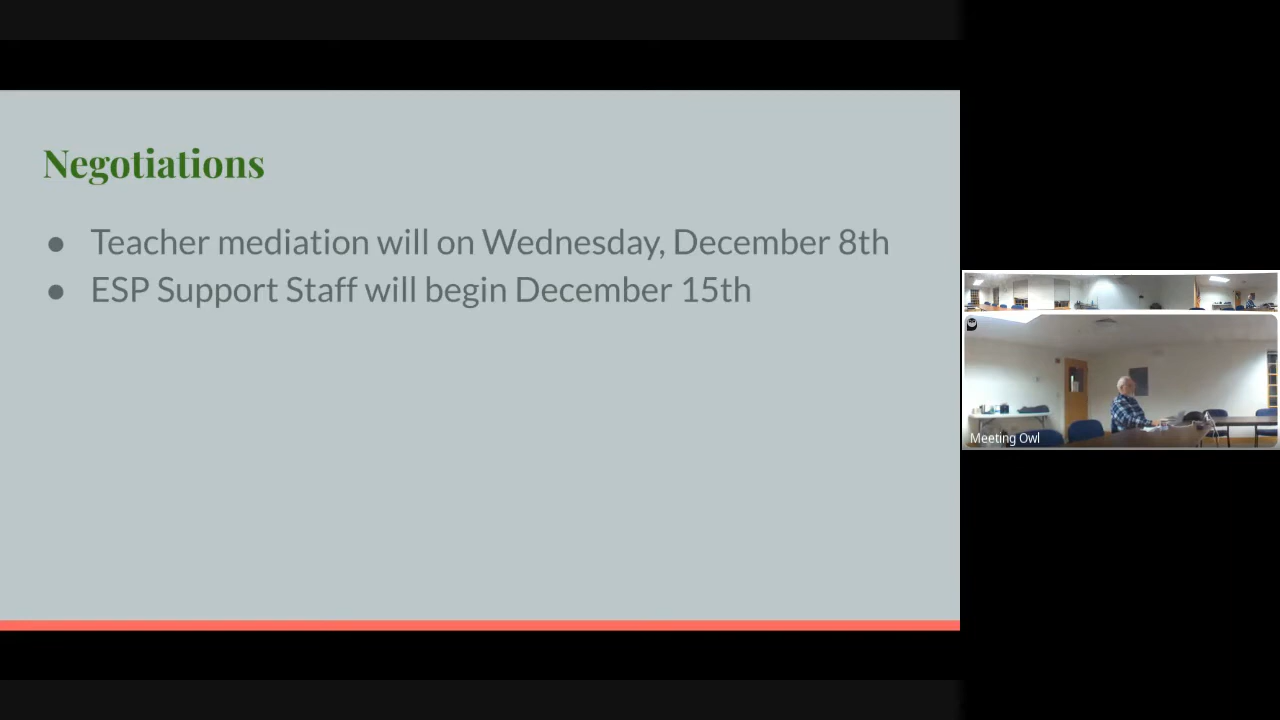 Negotiations
● Teacher mediation will on Wednesday, December 8th
● ESP Support Staff will begin December 15th
Meeting Owl